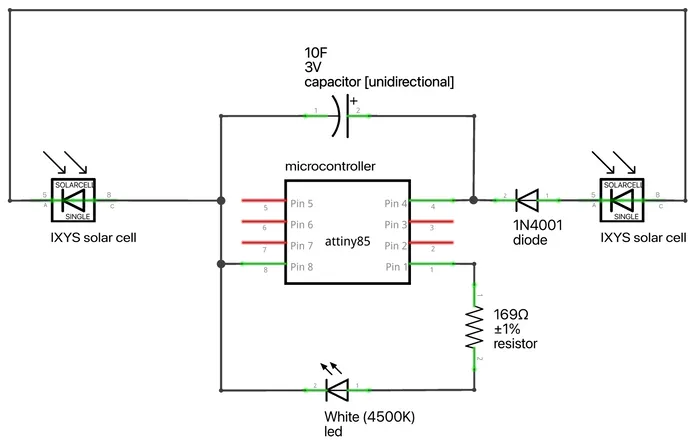 10F
3V
capacitor [unidirectional]
+
1
2
microcontroller
SOLARCELL
S
A
B
C
SINGLE
IXYS solar cell
5
Pin 5
6
Pin 6
7
Pin 7
8
Pin 8
attiny85
Pin 4
4
Pin 3
3
Pin 2
2
Pin 1
1
2
1
1N4001
diode
SOLARCELL
S
A
B
C
SINGLE
IXYS solar cell
1
169Ω
±1%
resistor
2
2
1
White (4500K)
led